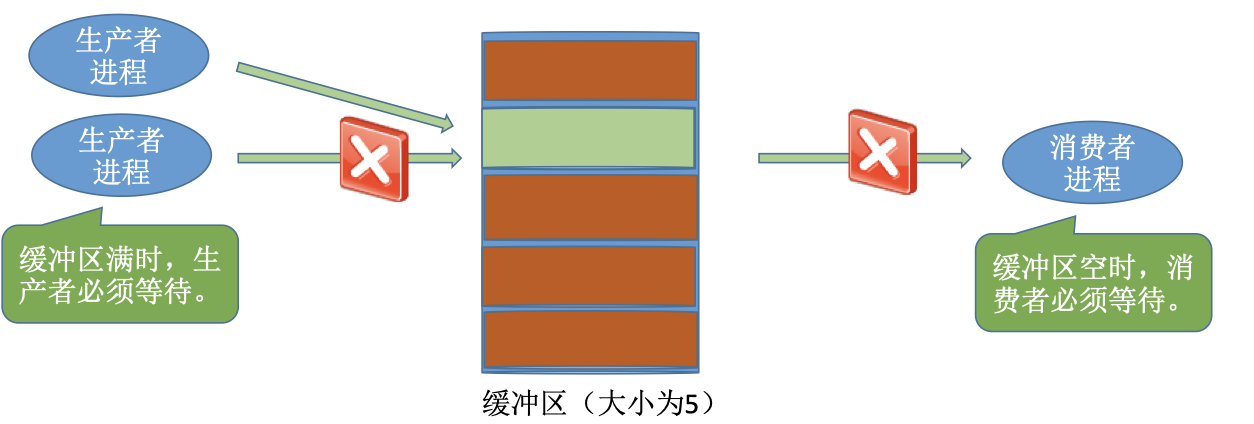 生产者
进程
生产者
进程
缓冲区满时，生
产者必须等待。
缓冲区（大小为5）
消费者
进程
缓冲区空时，消
费者必须等待。